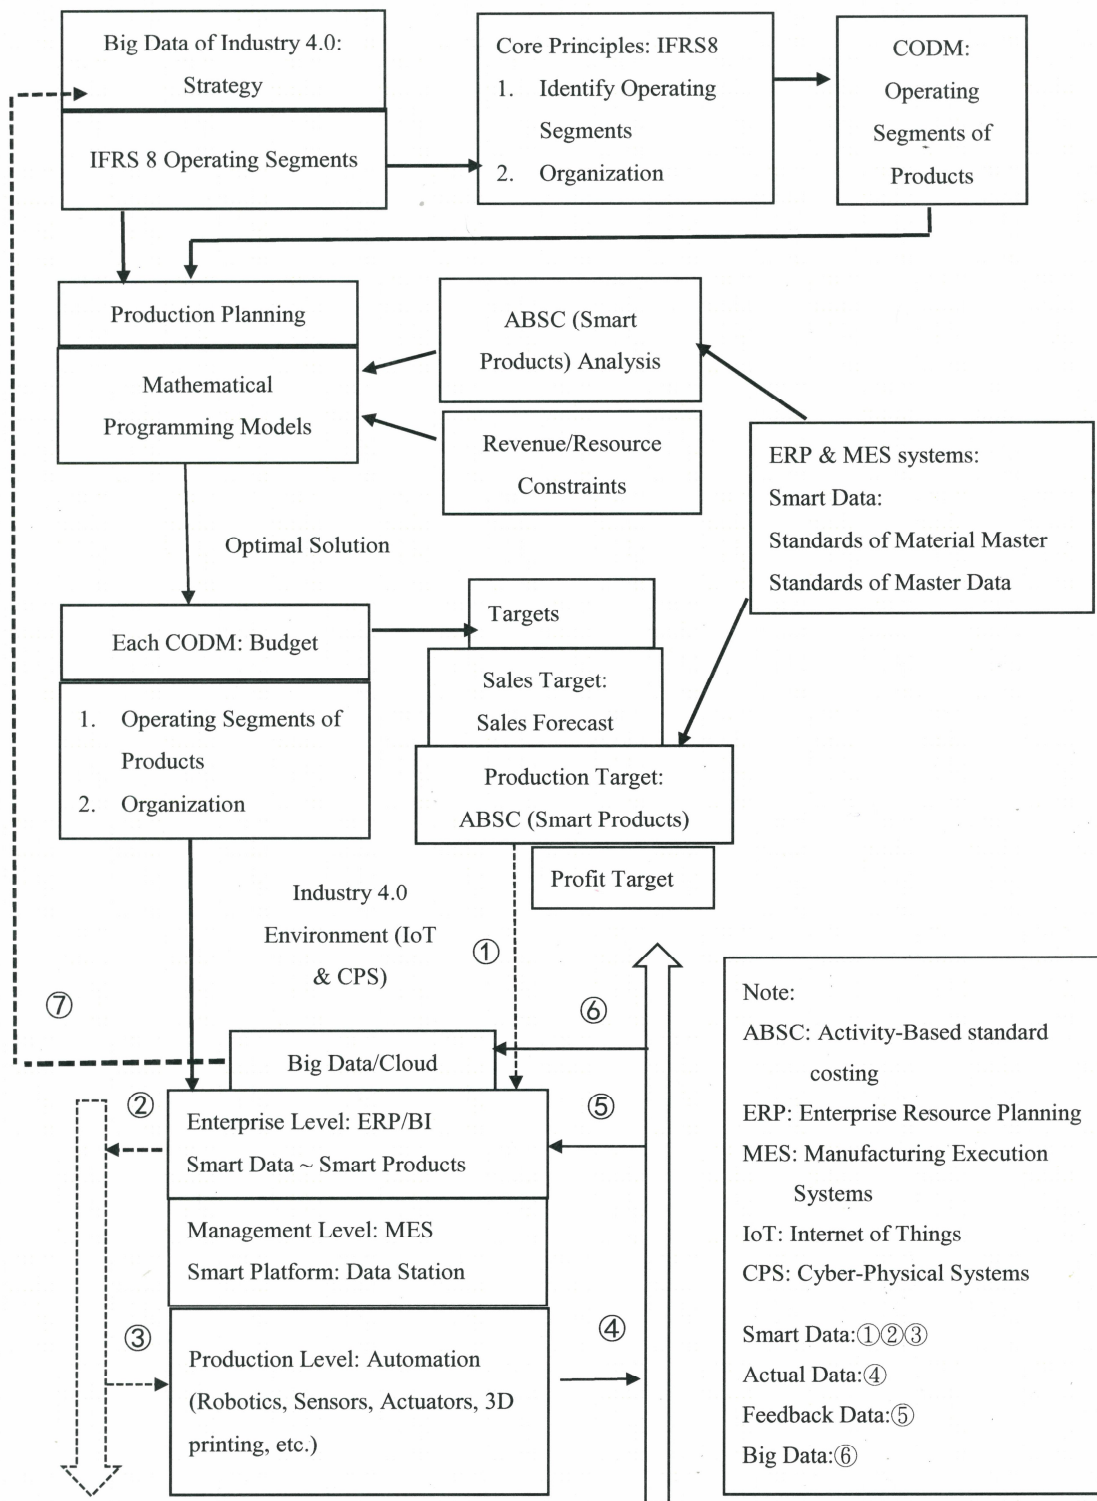 Big Data of Industry 4.0:
Strategy
IFRS 8 Operating Segments
Core Principles: IFRS8
1. Identify Operating
Segments
2. Organization
CODM:
Operating
Segments of
Products
Production Planning
Mathematical
Programming Models
ABSC (Smart
Products) Analysis
Revenue/Resource
Constraints
ERP & MES systems:
Smart Data:
Standards of Material Master
Standards of Master Data
Optimal Solution
Each CODM: Budget
1. Operating Segments of
Products
2. Organization
Targets
Sales Target:
Sales Forecast
Production Target:
ABSC (Smart Products)
Profit Target
Industry 4.0
Environment (IoT
& CPS)
①
⑦
⑥
Big Data/Cloud
②
⑤
Enterprise Level: ERP/BI
Smart Data ~ Smart Products
Management Level: MES
Smart Platform: Data Station
③
④
Production Level: Automation
(Robotics, Sensors, Actuators, 3D
printing, etc.)
Note:
ABSC: Activity-Based standard
costing
ERP: Enterprise Resource Planning
MES: Manufacturing Execution
Systems
IoT: Internet of Things
CPS: Cyber-Physical Systems
Smart Data:①②③
Actual Data:④
Feedback Data:⑤
Big Data:⑥